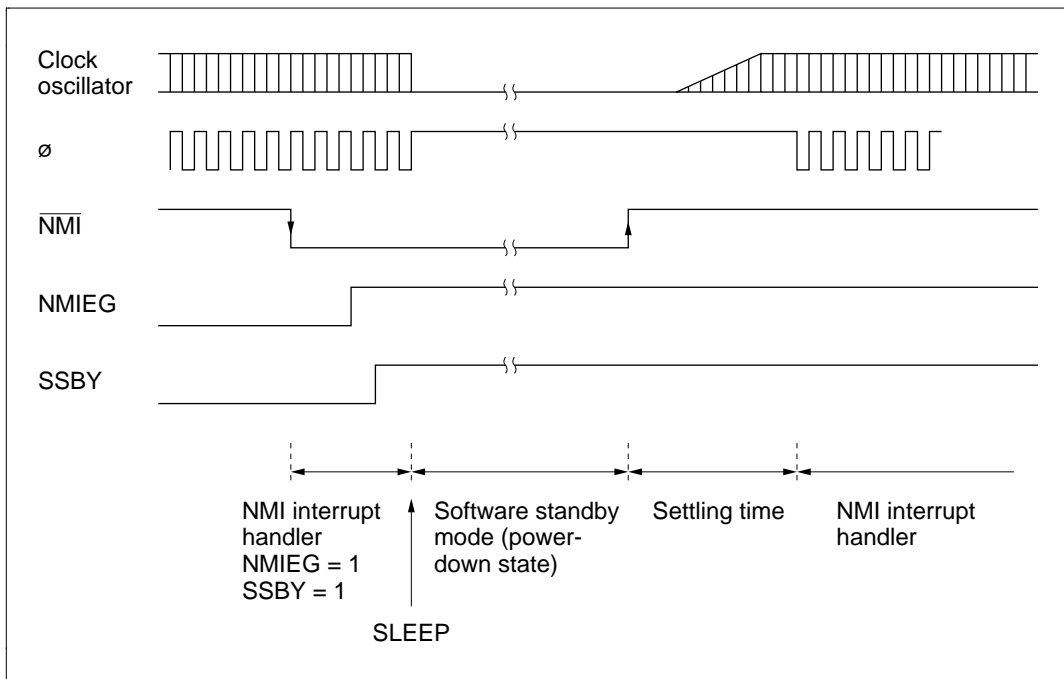 Clock
oscillator
ø
NMI
NMIEG
SSBY
NMI interrupt
handler
NMIEG = 1
SSBY = 1
Software standby
mode (power-
down state)
Settling time
NMI interrupt
handler
SLEEP